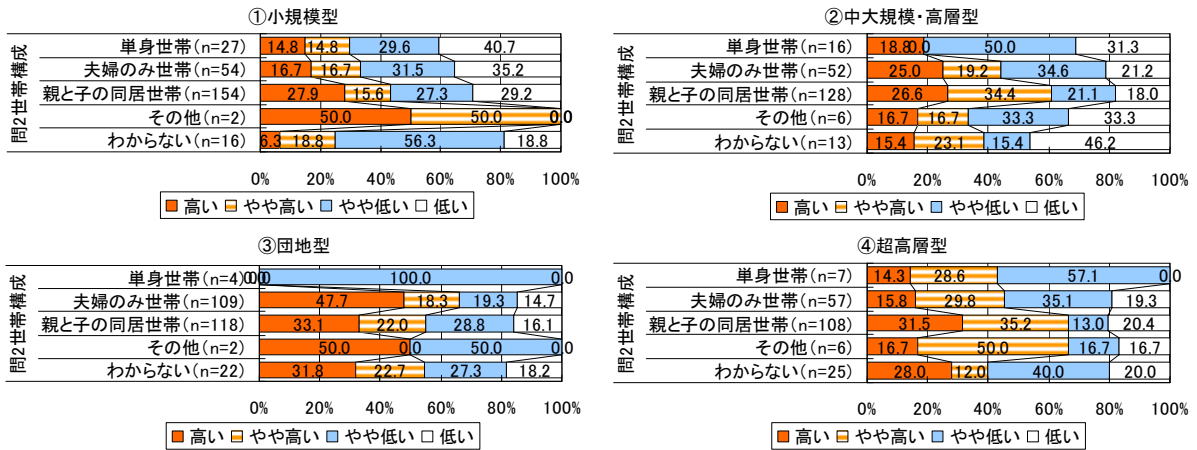 ①小規模型
問2世帯構成
単身世帯(n=27) 14.8 14.8 29.6 40.7
夫婦のみ世帯(n=54) 16.7 16.7 31.5 35.2
親と子の同居世帯(n=154) 27.9 15.6 27.3 29.2
その他(n=2) 50.0 50.0 0.0 0.0
わからない(n=16) 6.3 18.8 56.3 18.8
0% 20% 40% 60% 80% 100%
高い やや高い やや低い 低い
②中大規模・高層型
問2世帯構成
単身世帯(n=16) 18.8 0.0 50.0 31.3
夫婦のみ世帯(n=52) 25.0 19.2 34.6 21.2
親と子の同居世帯(n=128) 26.6 34.4 21.1 18.0
その他(n=6) 16.7 16.7 33.3 33.3
わからない(n=13) 15.4 23.1 15.4 46.2
0% 20% 40% 60% 80% 100%
高い やや高い やや低い 低い
③団地型
問2世帯構成
単身世帯(n=4) 0.0 0.0 100.0 0.0
夫婦のみ世帯(n=109) 47.7 18.3 19.3 14.7
親と子の同居世帯(n=118) 33.1 22.0 28.8 16.1
その他(n=2) 50.0 0.0 50.0 0.0
わからない(n=22) 31.8 22.7 27.3 18.2
0% 20% 40% 60% 80% 100%
高い やや高い やや低い 低い
④超高層型
問2世帯構成
単身世帯(n=7) 14.3 28.6 57.1 0.0
夫婦のみ世帯(n=57) 15.8 29.8 35.1 19.3
親と子の同居世帯(n=108) 31.5 35.2 13.0 20.4
その他(n=6) 16.7 50.0 16.7 16.7
わからない(n=25) 28.0 12.0 40.0 20.0
0% 20% 40% 60% 80% 100%
高い やや高い やや低い 低い